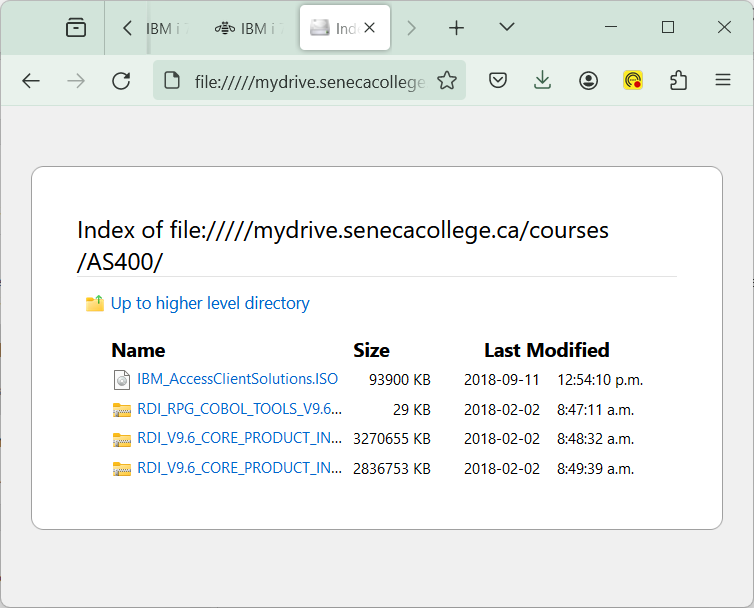 IBM i 7
IBM i 7
Ind
file://///mydrive.senecacollege
Index of file://///mydrive.senecacollege.ca/courses
/AS400/
Up to higher level directory
Name Size Last Modified
IBM_AccessClientSolutions.ISO 93900 KB 2018-09-11 12:54:10 p.m.
RDI_RPG_COBOL_TOOLS_V9.6... 29 KB 2018-02-02 8:47:11 a.m.
RDI_V9.6_CORE_PRODUCT_IN... 3270655 KB 2018-02-02 8:48:32 a.m.
RDI_V9.6_CORE_PRODUCT_IN... 2836753 KB 2018-02-02 8:49:39 a.m.